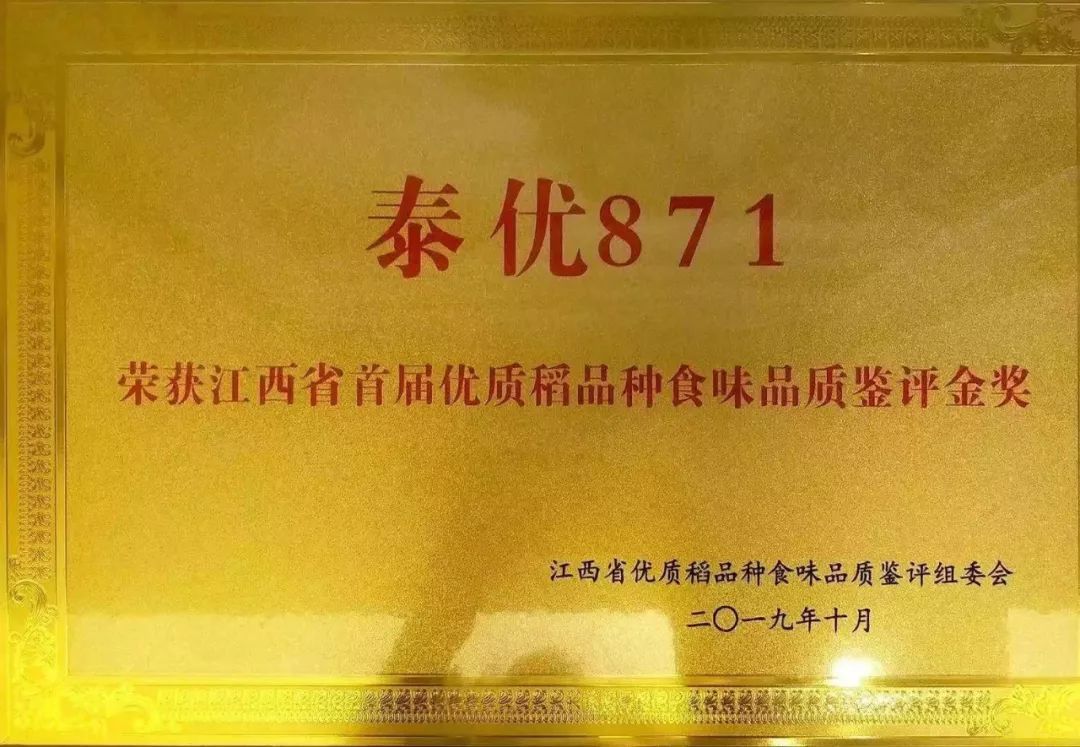 泰优871
荣获江西省首届优质稻品种食味品质鉴评金奖
江西省优质稻品种食味品质鉴评组委会
二〇一九年十月